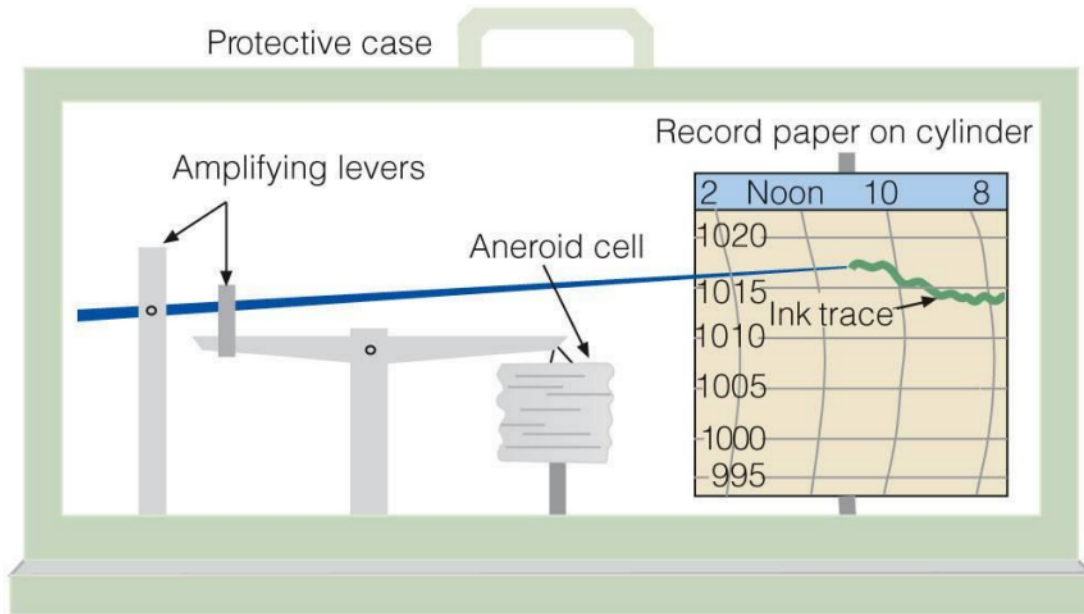 Protective case
Record paper on cylinder
Amplifying levers
2 Noon 10 8
Aneroid cell
1020
1015
Ink trace
1010
1005
1000
995